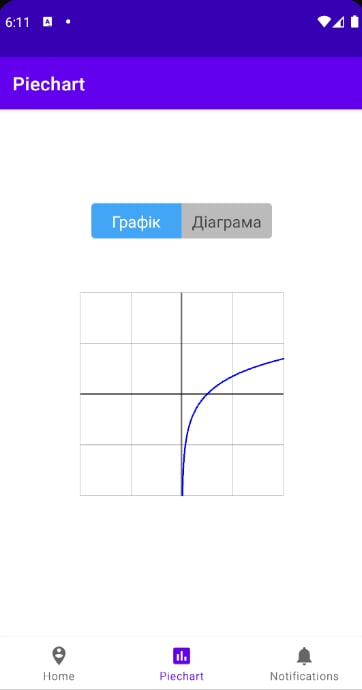 6:11
Piechart
Графік
Діаграма
Home
Piechart
Notifications